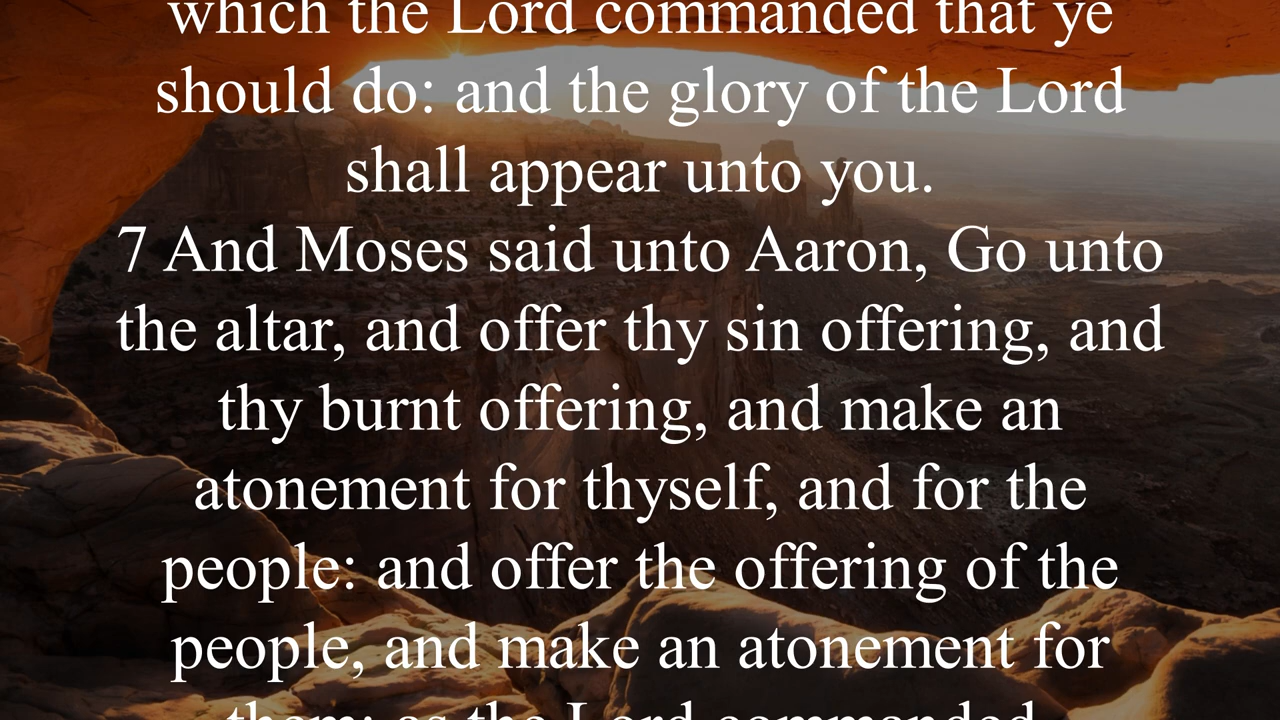 which the Lord commanded that ye
should do: and the glory of the Lord
shall appear unto you.
7 And Moses said unto Aaron, Go unto
the altar, and offer thy sin offering, and
thy burnt offering, and make an
atonement for thyself, and for the
people: and offer the offering of the
people, and make an atonement for
them; as the Lord commanded.